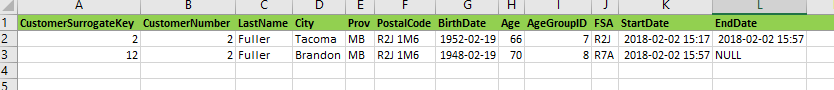 A B C D E F G H I J K L
1 CustomerSurrogateKey CustomerNumber LastName City Prov PostalCode BirthDate Age AgeGroupID FSA StartDate EndDate
2 2 2 Fuller Tacoma MB R2J 1M6 1952-02-19 66 7 R2J 2018-02-02 15:17 2018-02-02 15:57
3 12 2 Fuller Brandon MB R2J 1M6 1948-02-19 70 8 R7A 2018-02-02 15:57 NULL
4
5